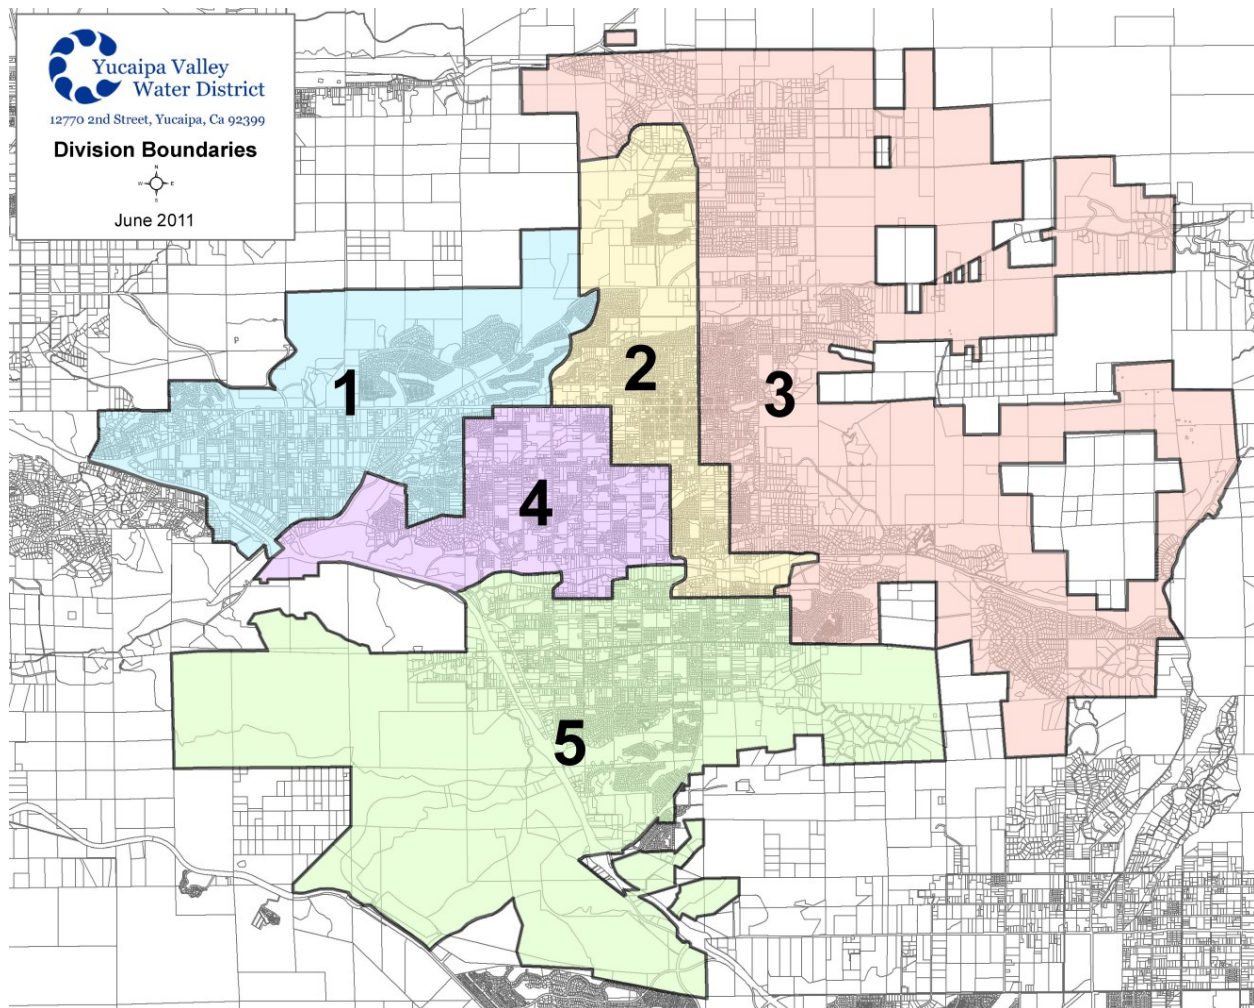 Yucaipa Valley
Water District
12770 2nd Street, Yucaipa, Ca 92399
Division Boundaries
N
W E
S
June 2011
1
2
3
4
5